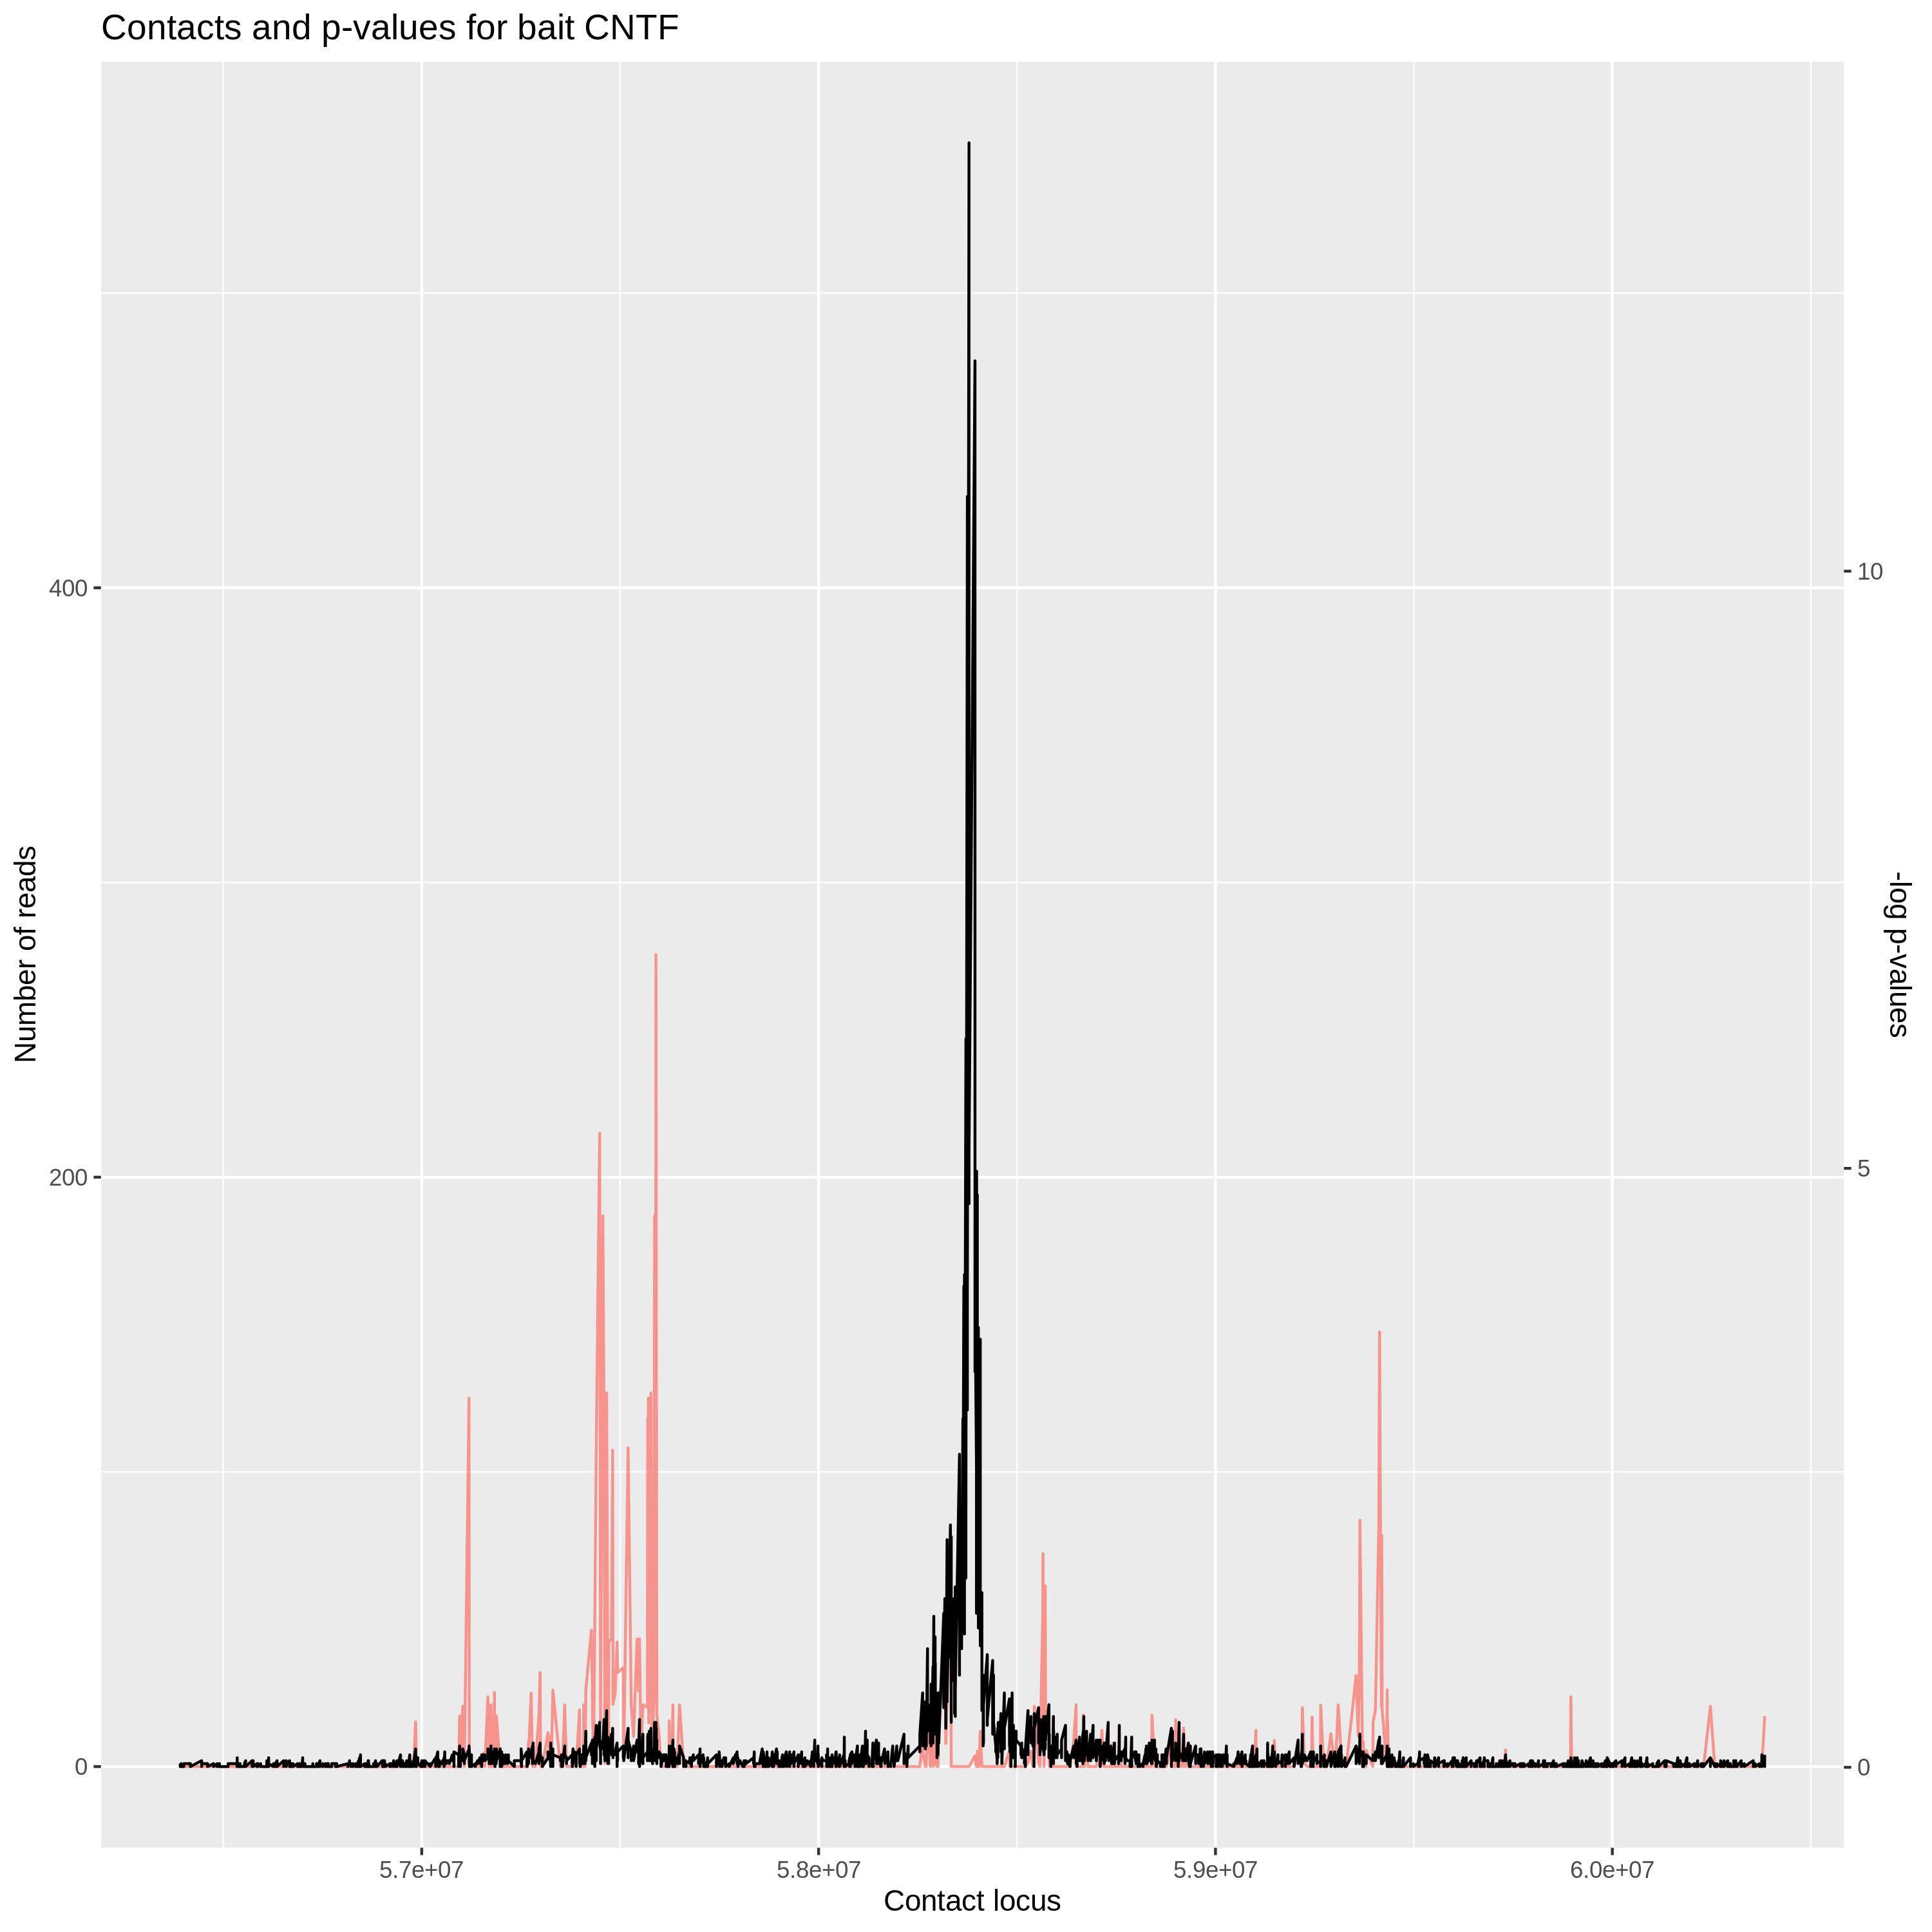 Contacts and p-values for bait CNTF
Number of reads
400
200
0
10
5
0
-log p-values
5.7e+07
5.8e+07
5.9e+07
6.0e+07
Contact locus